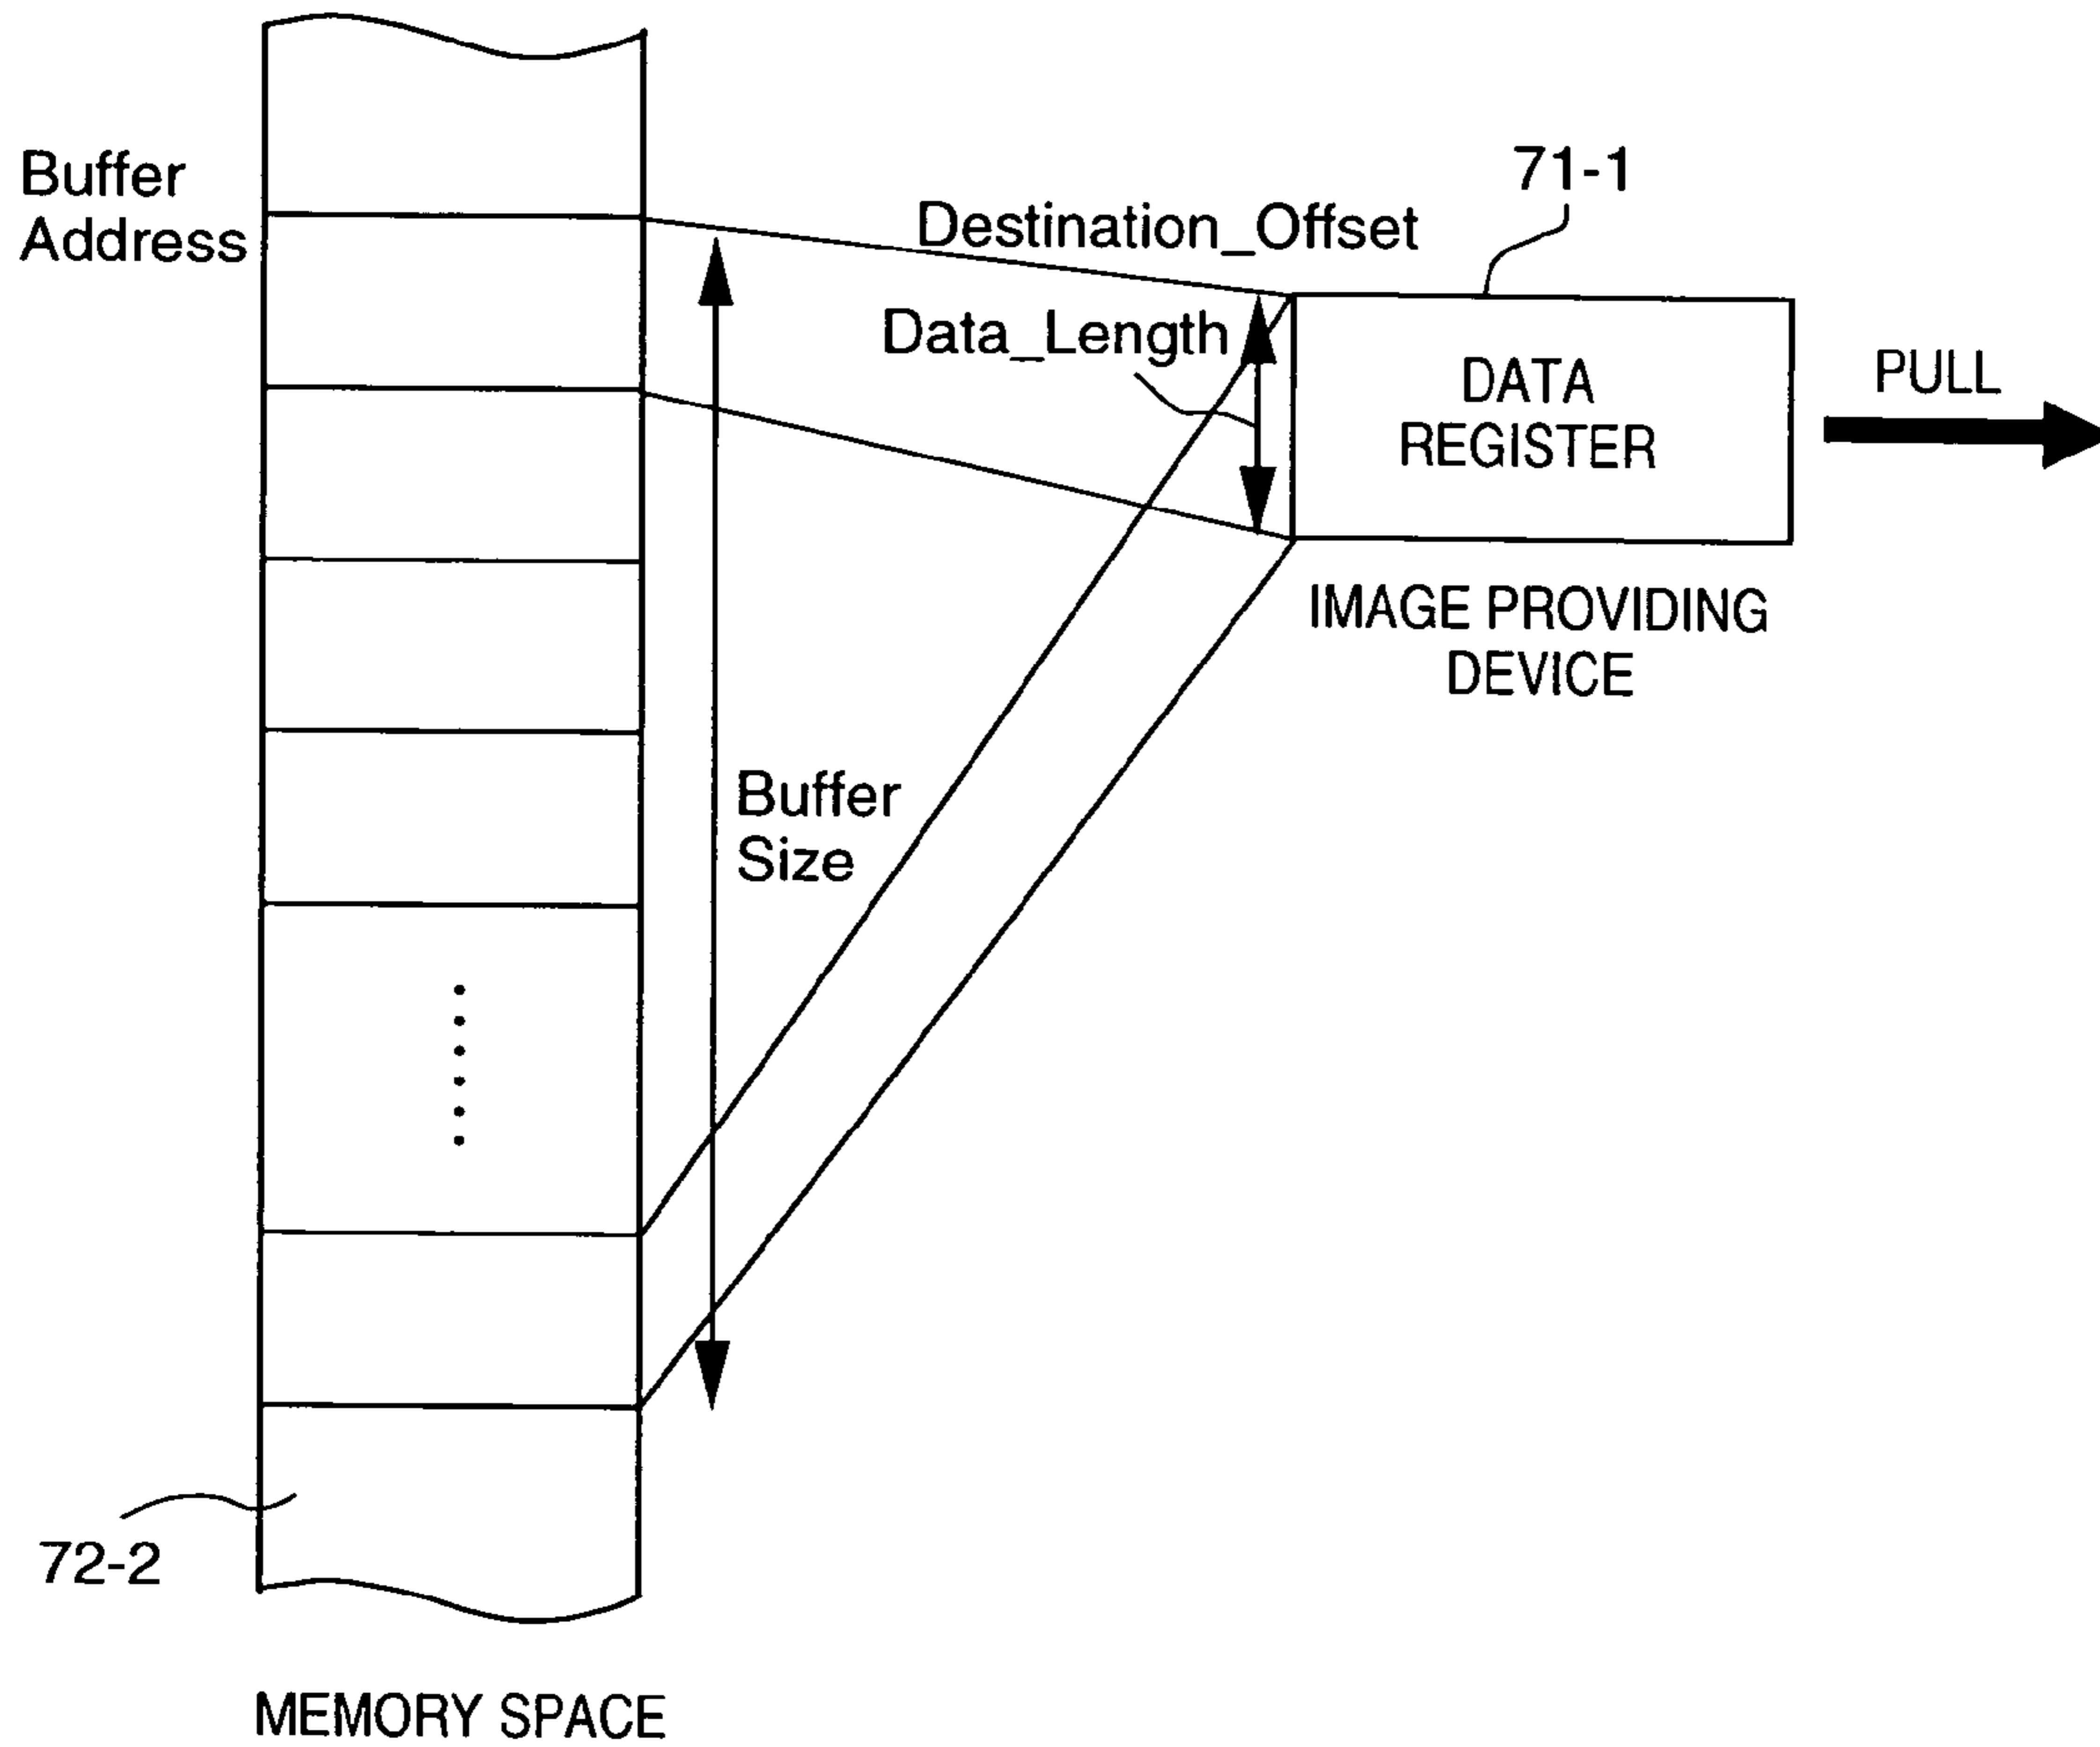 Buffer
Address
Destination_Offset
71-1
Data_Length
DATA
REGISTER
PULL
IMAGE PROVIDING
DEVICE
Buffer
Size
72-2
MEMORY SPACE